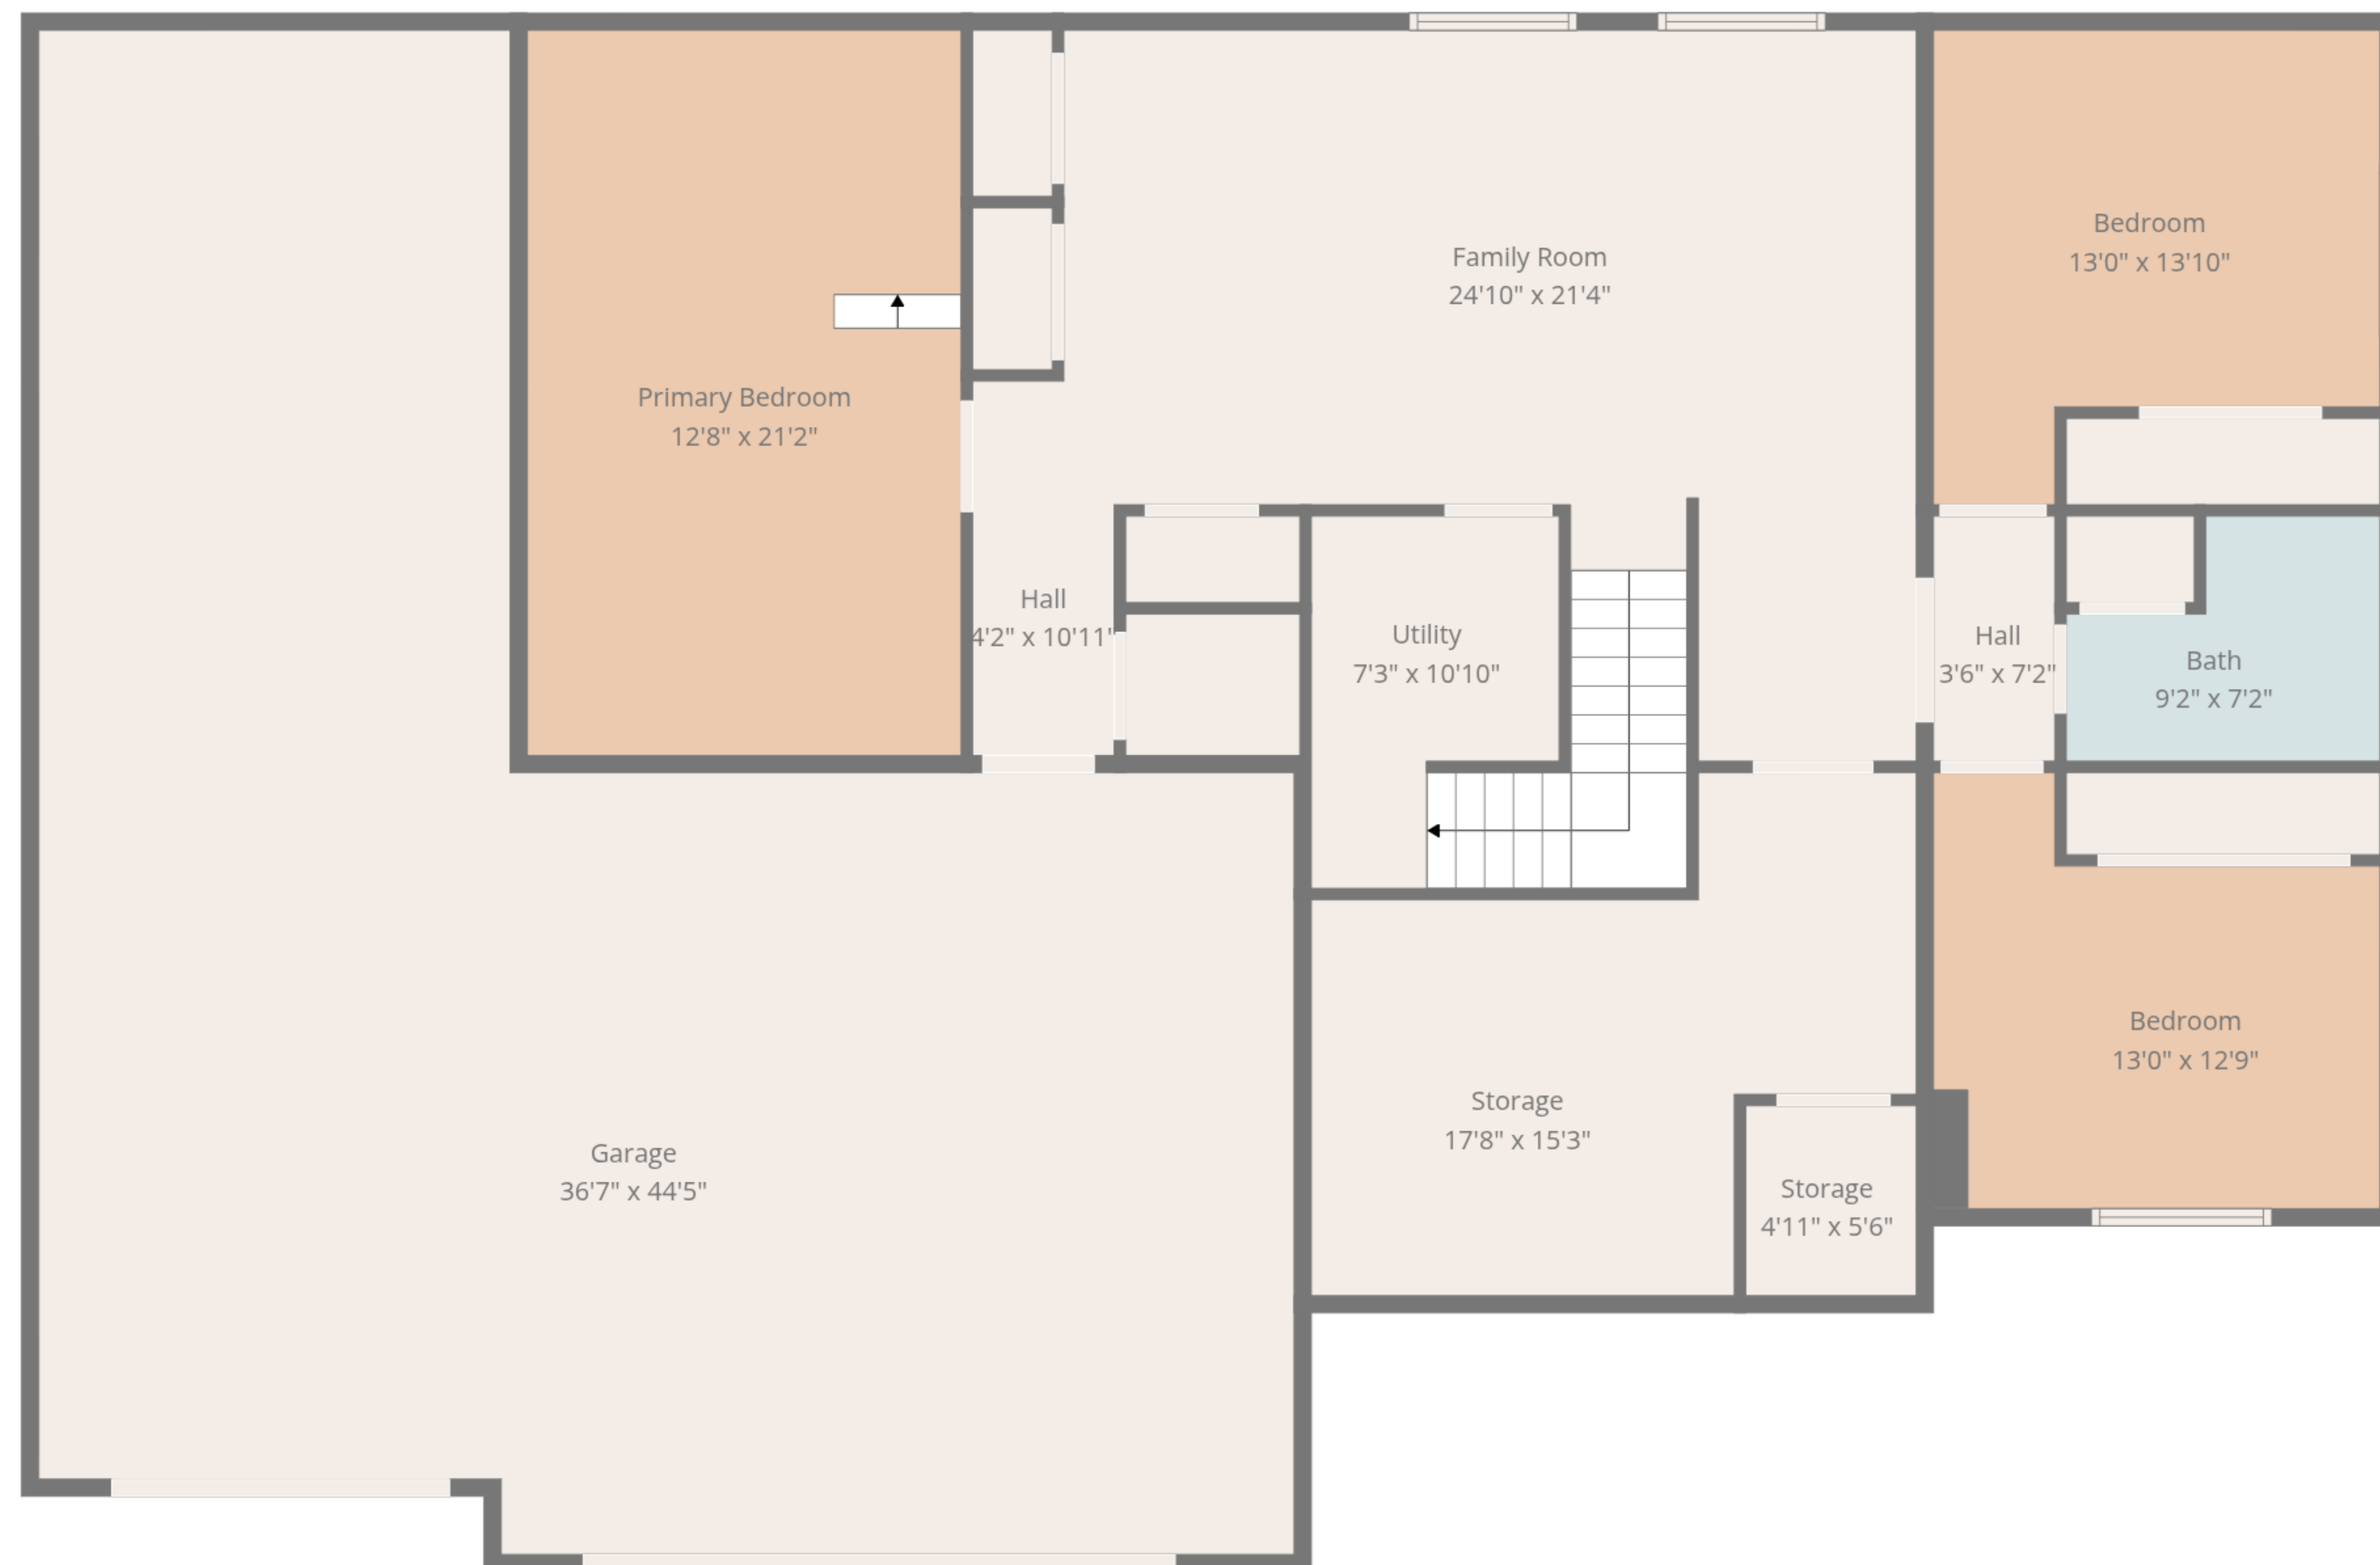 Bedroom
13'0" x 13'10"
Family Room
24'10" x 21'4"
Primary Bedroom
12'8" x 21'2"
Hall
4'2" x 10'11"
Utility
7'3" x 10'10"
Hall
3'6" x 7'2"
Bath
9'2" x 7'2"
Bedroom
13'0" x 12'9"
Storage
17'8" x 15'3"
Garage
36'7" x 44'5"
Storage
4'11" x 5'6"